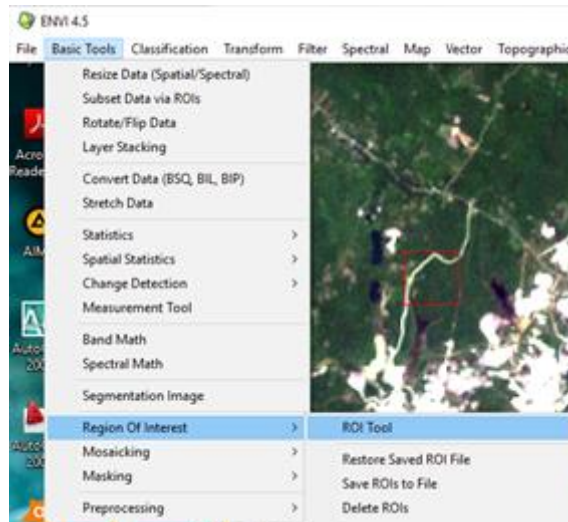 ENVI 4.5
File Basic Tools Classification Transform Filter Spectral Map Vector Topographic
Resize Data (Spatial/Spectral)
Subset Data via ROIs
Rotate/Flip Data
Layer Stacking
Convert Data (BSQ, BIL, BIP)
Stretch Data
Statistics
Spatial Statistics
Change Detection
Measurement Tool
Band Math
Spectral Math
Segmentation Image
Region Of Interest
Mosaicking
Masking
Preprocessing
ROI Tool
Restore Saved ROI File
Save ROIs to File
Delete ROIs
Acro
Reade